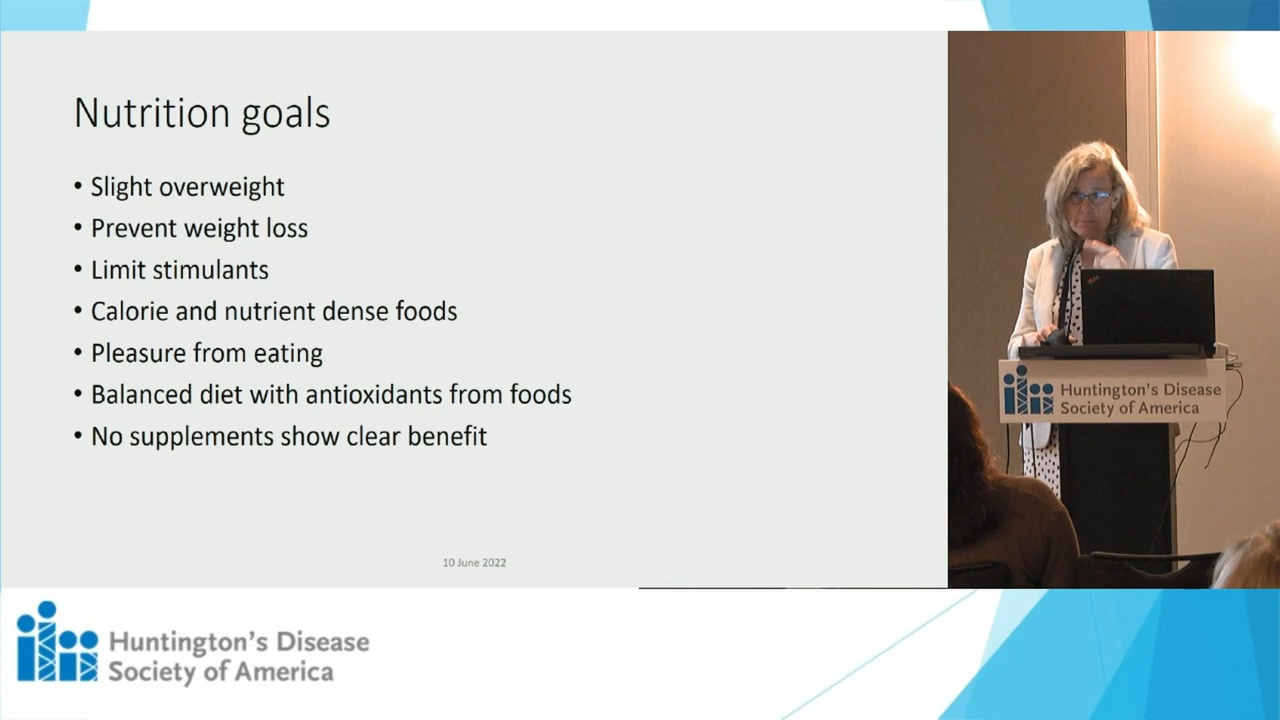 Nutrition goals
• Slight overweight
• Prevent weight loss
• Limit stimulants
• Calorie and nutrient dense foods
• Pleasure from eating
• Balanced diet with antioxidants from foods
• No supplements show clear benefit
10 June 2022
Huntington's Disease
Society of America
Huntington's Disease
Society of America